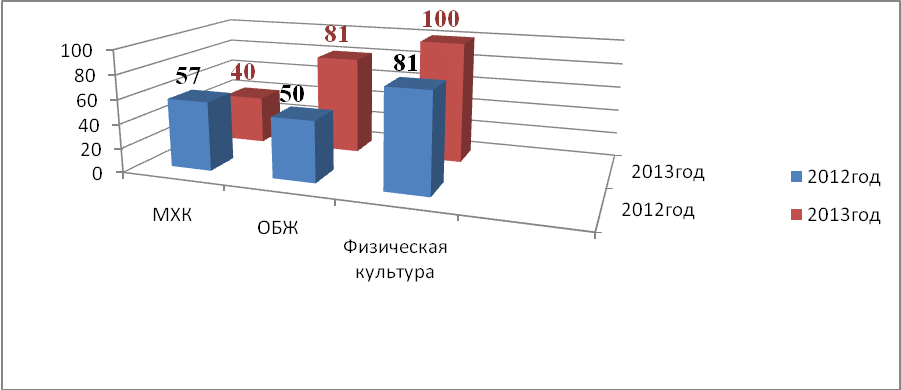 100
80
60
40
20
0
57
40
50
81
81
100
МХК
ОБЖ
Физическая
культура
2013год
2012год
2012год
2013год